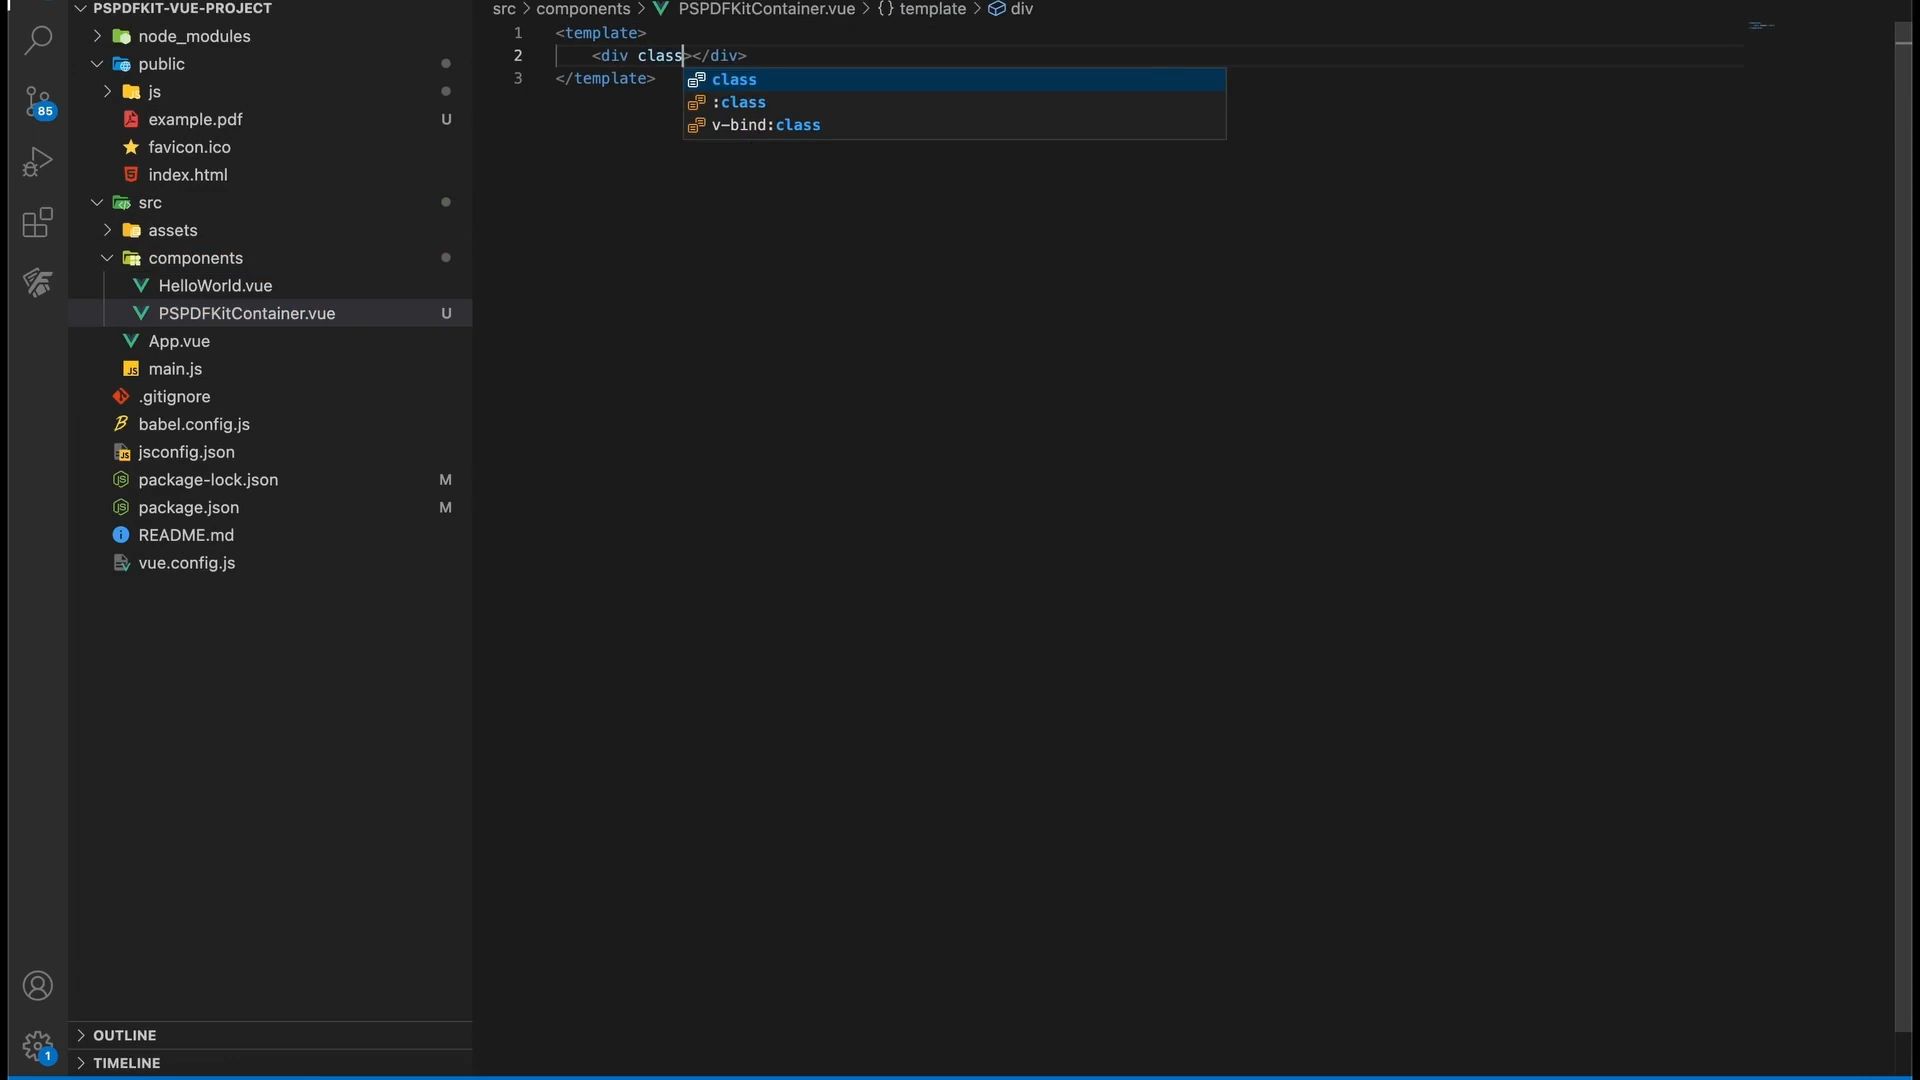 PSPDFKIT-VUE-PROJECT
node_modules
public
js
example.pdf U
favicon.ico
index.html
src
assets
components
HelloWorld.vue
PSPDFKitContainer.vue U
App.vue
main.js
.gitignore
babel.config.js
jsconfig.json
package-lock.json M
package.json M
README.md
vue.config.js
OUTLINE
TIMELINE
85
1
src > components > PSPDFKitContainer.vue > {} template > div
1 <template>
2 <div class></div>
3 </template>
class
:class
v-bind:class